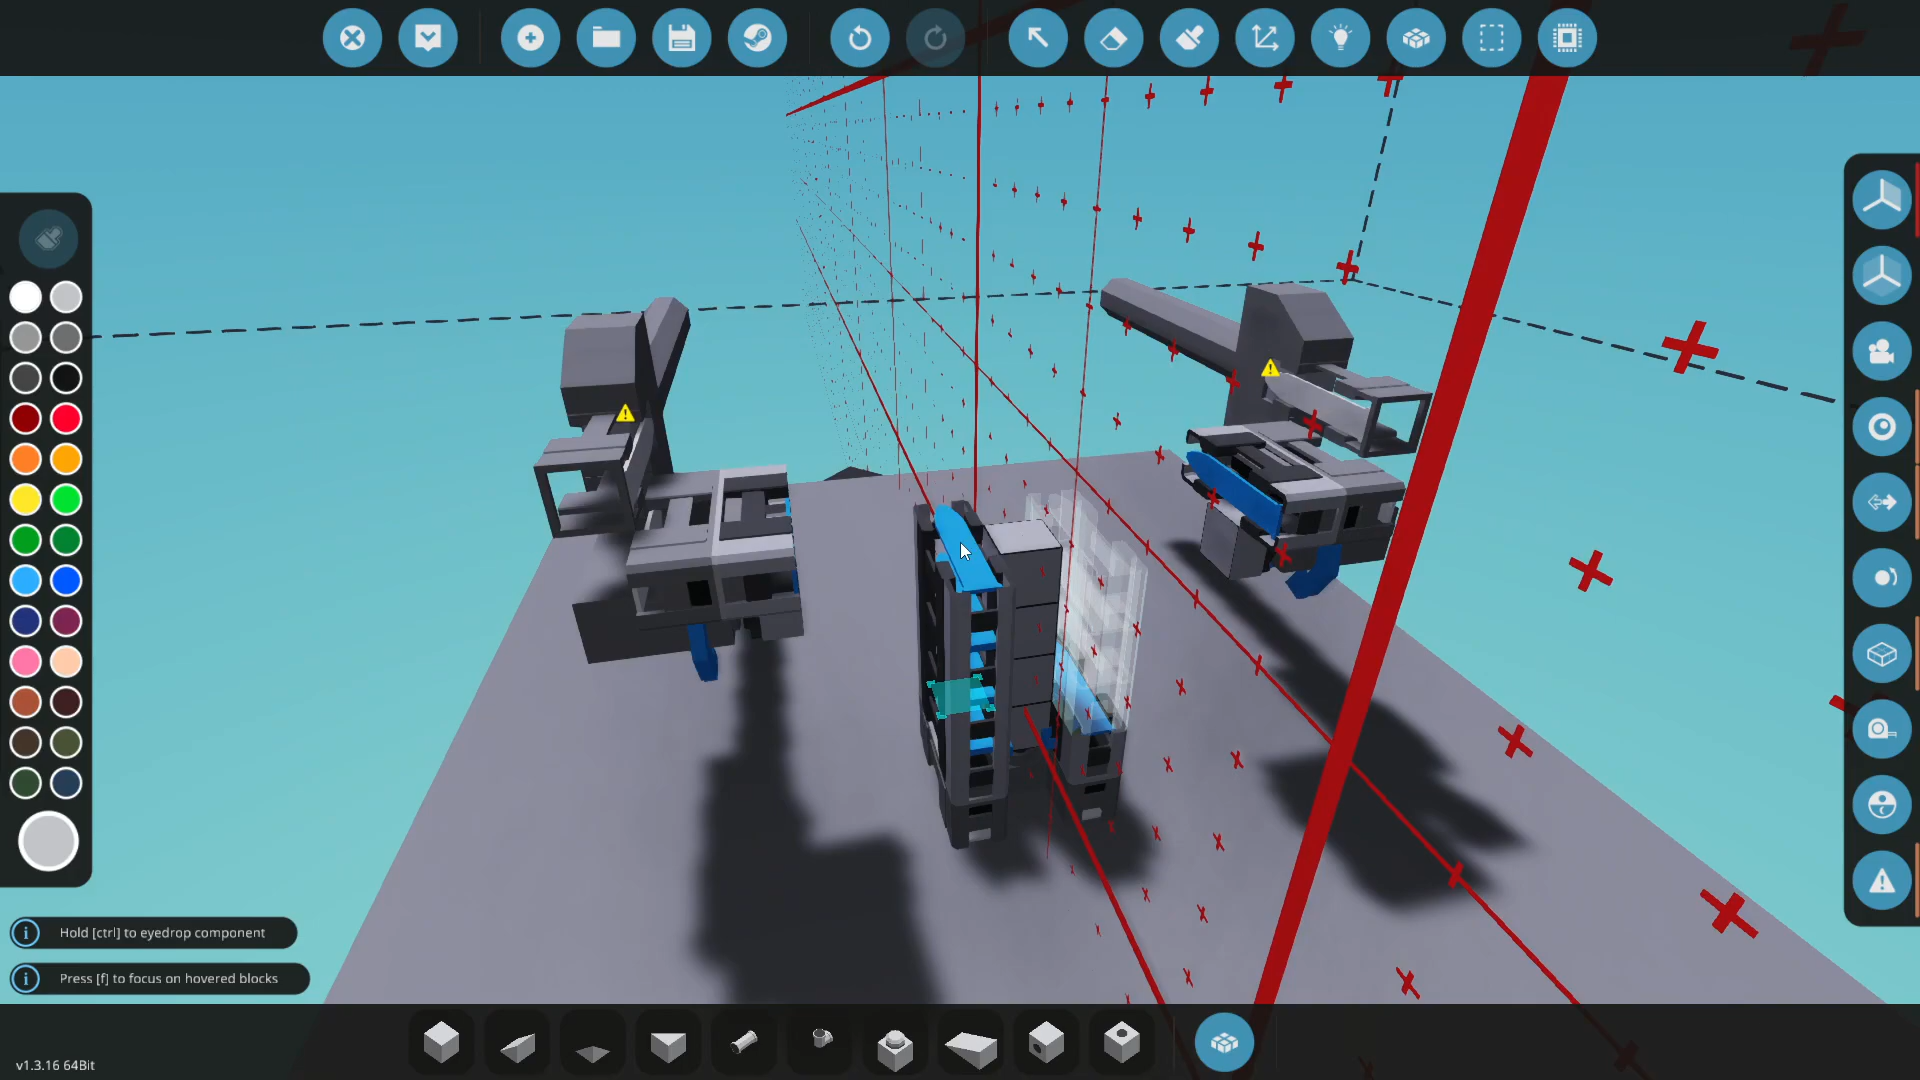 Hold [ctrl] to eyedrop component
Press [f] to focus on hovered blocks
v1.3.16 64Bit